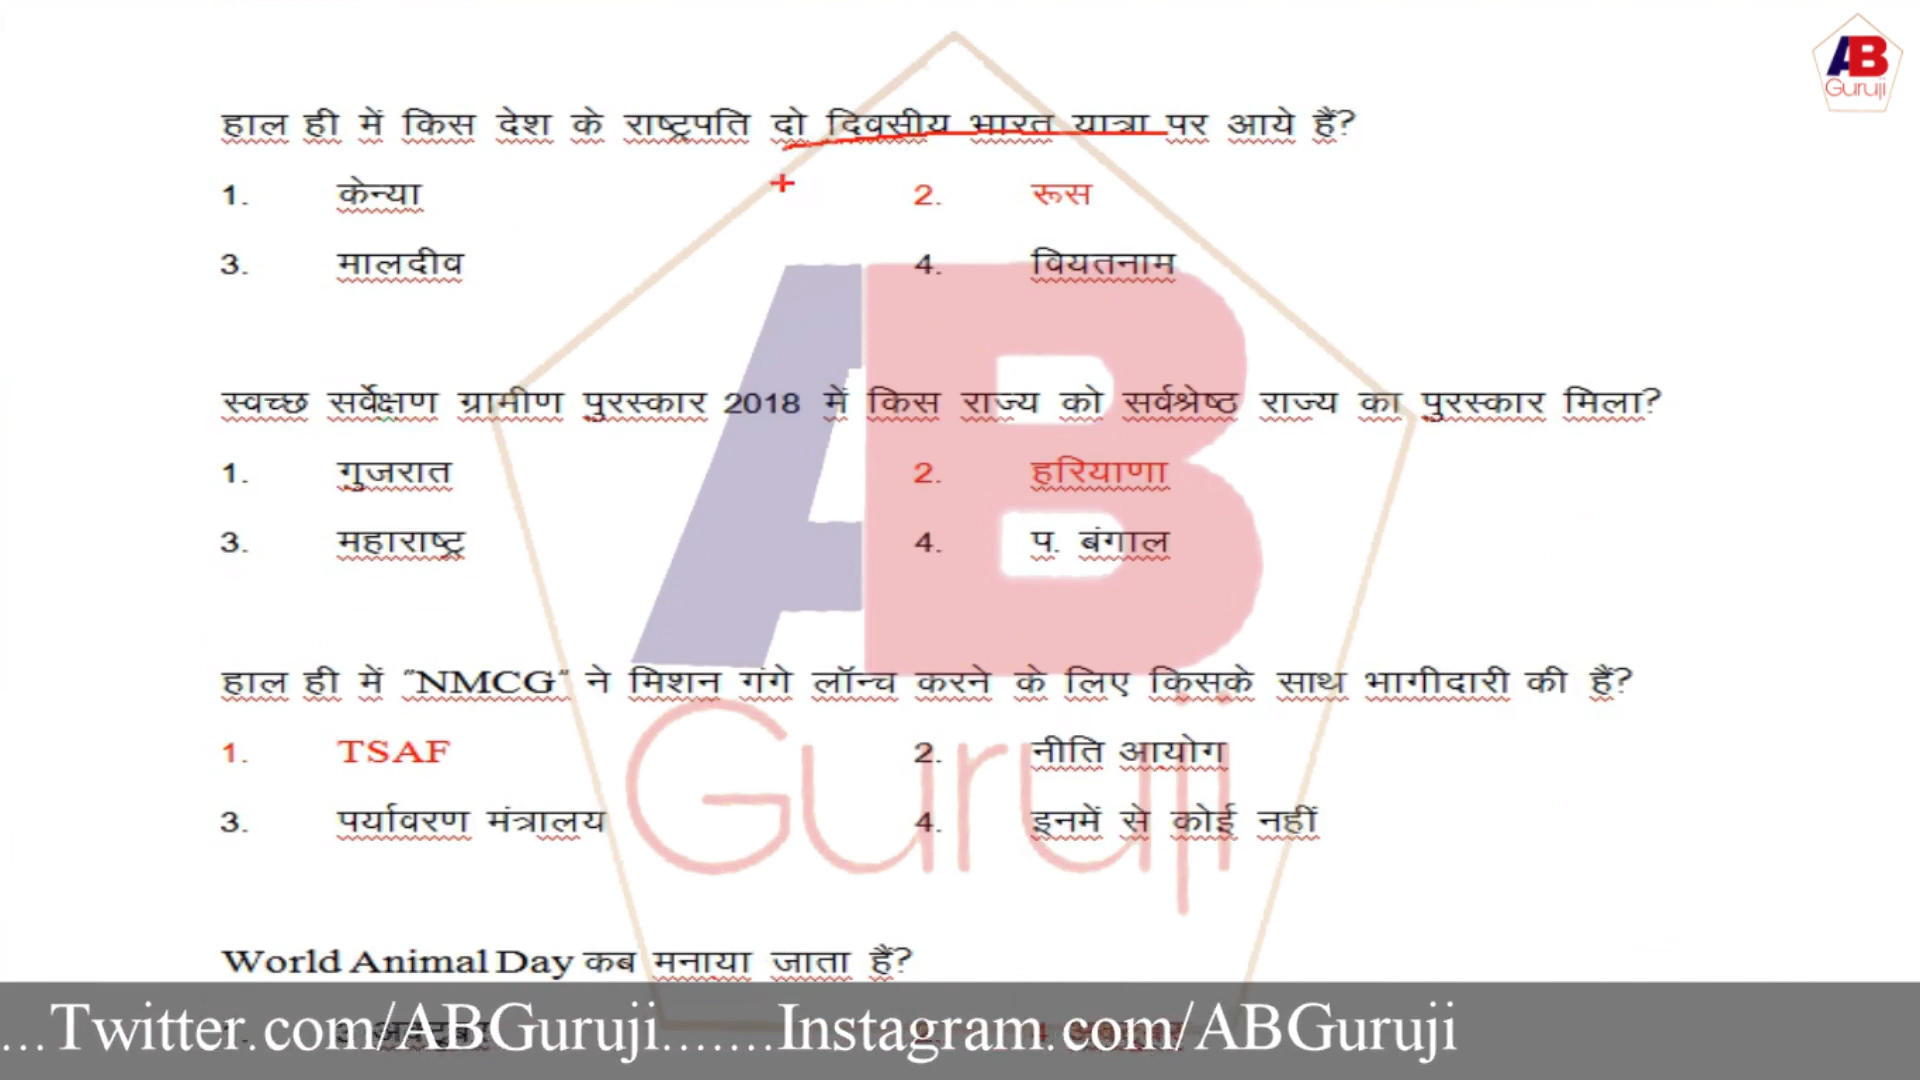 AB
Guruji
हाल ही में किस देश के राष्ट्रपति दो दिवसीय भारत यात्रा पर आये हैं?
1. केन्या 2. रूस
3. मालदीव 4. वियतनाम
स्वच्छ सर्वेक्षण ग्रामीण पुरस्कार 2018 में किस राज्य को सर्वश्रेष्ठ राज्य का पुरस्कार मिला?
1. गुजरात 2. हरियाणा
3. महाराष्ट्र 4. प. बंगाल
हाल ही में "NMCG" ने मिशन गंगे लॉन्च करने के लिए किसके साथ भागीदारी की हैं?
1. TSAF 2. नीति आयोग
3. पर्यावरण मंत्रालय 4. इनमें से कोई नहीं
AB
Guruji
World Animal Day कब मनाया जाता हैं?
...Twitter.com/ABGuruji.......Instagram.com/ABGuruji